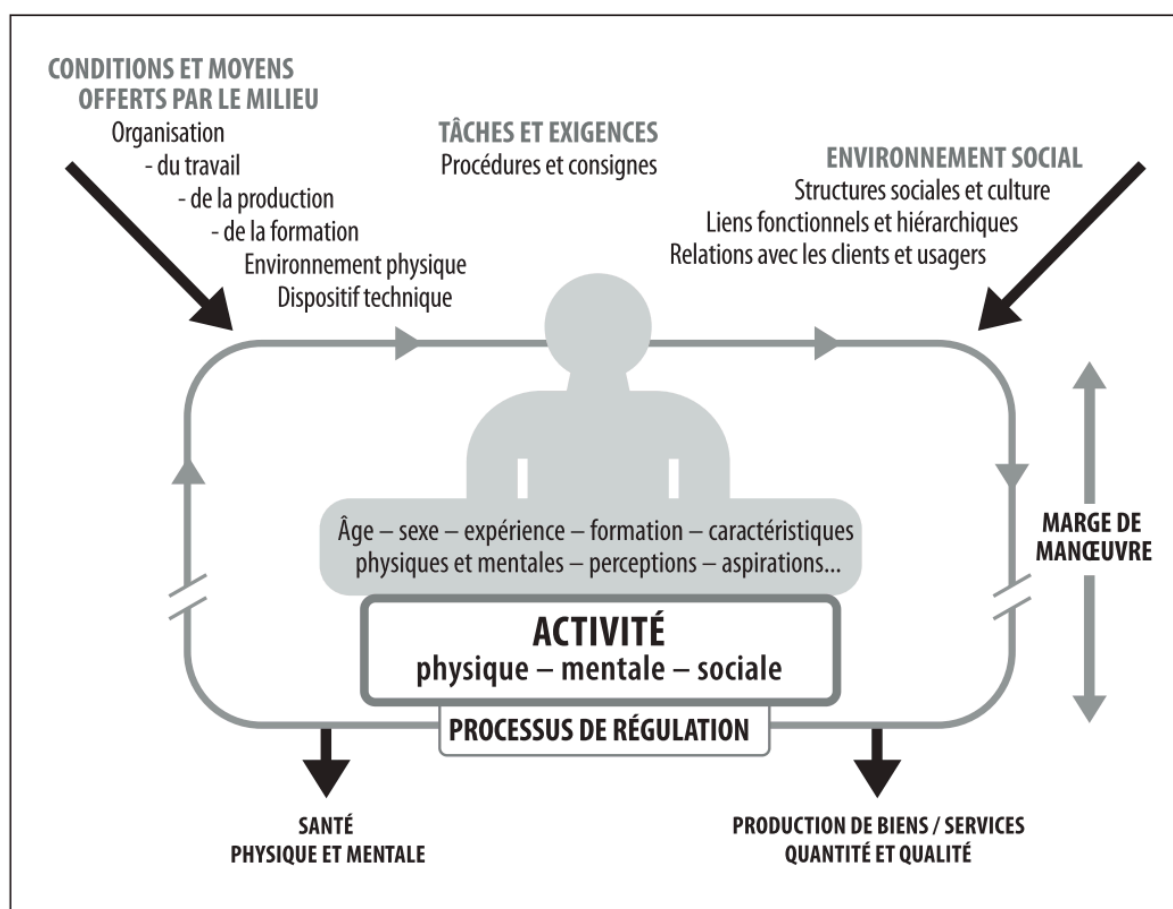 CONDITIONS ET MOYENS
OFFERTS PAR LE MILIEU
Organisation
- du travail
- de la production
- de la formation
Environnement physique
Dispositif technique
TÂCHES ET EXIGENCES
Procédures et consignes
ENVIRONNEMENT SOCIAL
Structures sociales et culture
Liens fonctionnels et hiérarchiques
Relations avec les clients et usagers
Âge – sexe – expérience – formation – caractéristiques
physiques et mentales – perceptions – aspirations...
ACTIVITÉ
physique – mentale – sociale
PROCESSUS DE RÉGULATION
MARGE DE
MANŒUVRE
SANTÉ
PHYSIQUE ET MENTALE
PRODUCTION DE BIENS / SERVICES
QUANTITÉ ET QUALITÉ